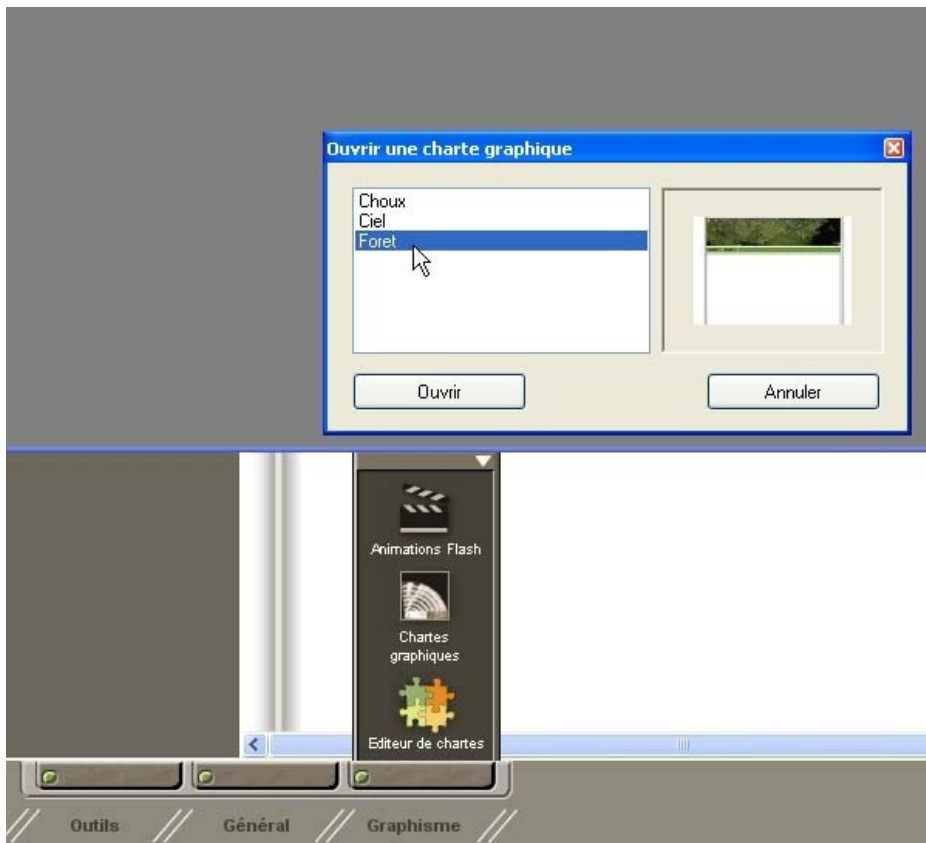 Ouvrir une charte graphique
Choux
Ciel
Foret
Ouvrir
Annuler
Animations Flash
Chartes
graphiques
Editeur de chartes
Outils
Général
Graphisme